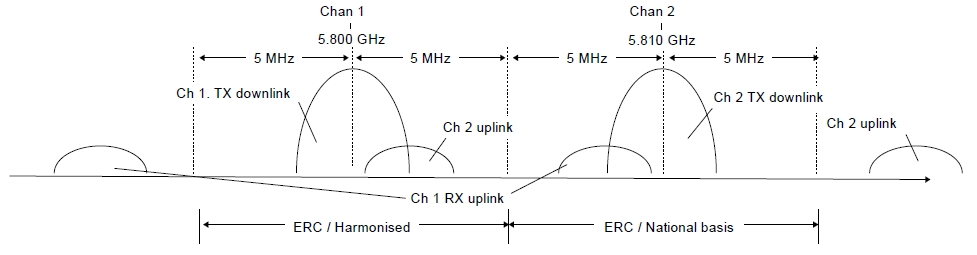 Chan 1
Chan 2
5.800 GHz
5.810 GHz
5 MHz
5 MHz
5 MHz
5 MHz
Ch 1. TX downlink
Ch 2 TX downlink
Ch 2 uplink
Ch 2 uplink
Ch 1 RX uplink
ERC / Harmonised
ERC / National basis